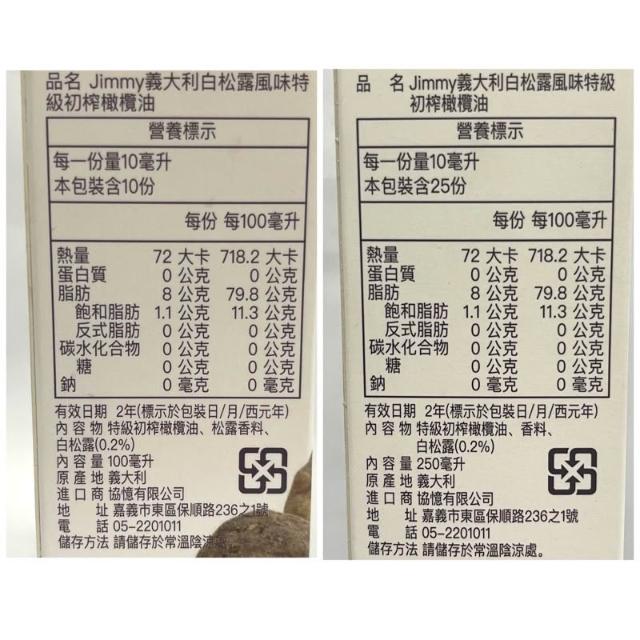 品名 Jimmy義大利白松露風味特
級初榨橄欖油
營養標示
每一份量10毫升
本包裝含10份
每份 每100毫升
熱量 72 大卡 718.2 大卡
蛋白質 0 公克 0 公克
脂肪 8 公克 79.8 公克
飽和脂肪 1.1 公克 11.3 公克
反式脂肪 0 公克 0 公克
碳水化合物 0 公克 0 公克
糖 0 公克 0 公克
鈉 0 毫克 0 毫克
有效日期 2年(標示於包裝日/月/西元年)
內容物 特級初榨橄欖油、松露香料、
白松露(0.2%)
內容量 100毫升
原產地 義大利
進口商 協憶有限公司
地 址 嘉義市東區保順路236之1號
電 話 05-2201011
儲存方法 請儲存於常溫陰涼處。
品 名 Jimmy義大利白松露風味特級
初榨橄欖油
營養標示
每一份量10毫升
本包裝含25份
每份 每100毫升
熱量 72 大卡 718.2 大卡
蛋白質 0 公克 0 公克
脂肪 8 公克 79.8 公克
飽和脂肪 1.1 公克 11.3 公克
反式脂肪 0 公克 0 公克
碳水化合物 0 公克 0 公克
糖 0 公克 0 公克
鈉 0 毫克 0 毫克
有效日期 2年(標示於包裝日/月/西元年)
內容物 特級初榨橄欖油、香料、
白松露(0.2%)
內容量 250毫升
原產地 義大利
進口商 協憶有限公司
地 址 嘉義市東區保順路236之1號
電 話 05-2201011
儲存方法 請儲存於常溫陰涼處。